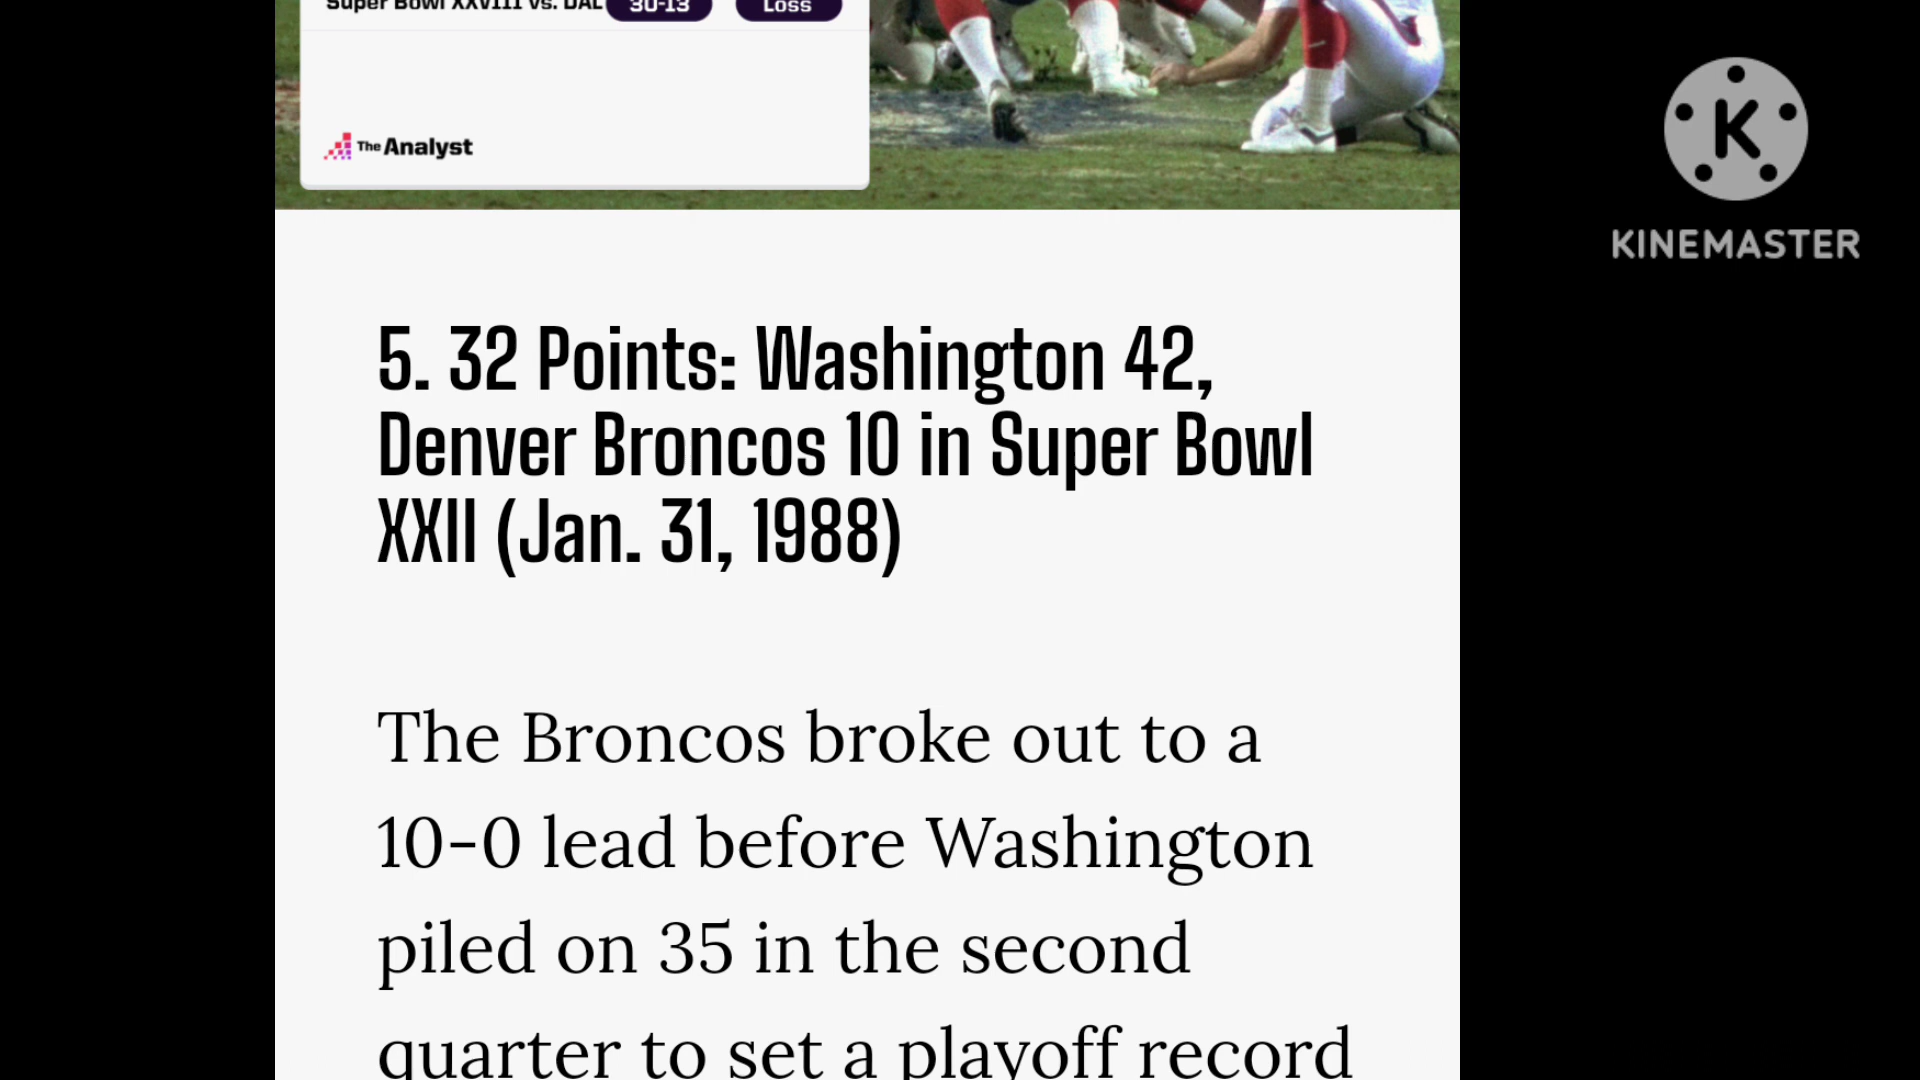 Super Bowl XXVIII vs. DAL 30-13 Loss
The Analyst
K
KINEMASTER
5. 32 Points: Washington 42,
Denver Broncos 10 in Super Bowl
XXII (Jan. 31, 1988)
The Broncos broke out to a
10-0 lead before Washington
piled on 35 in the second
quarter to set a playoff record